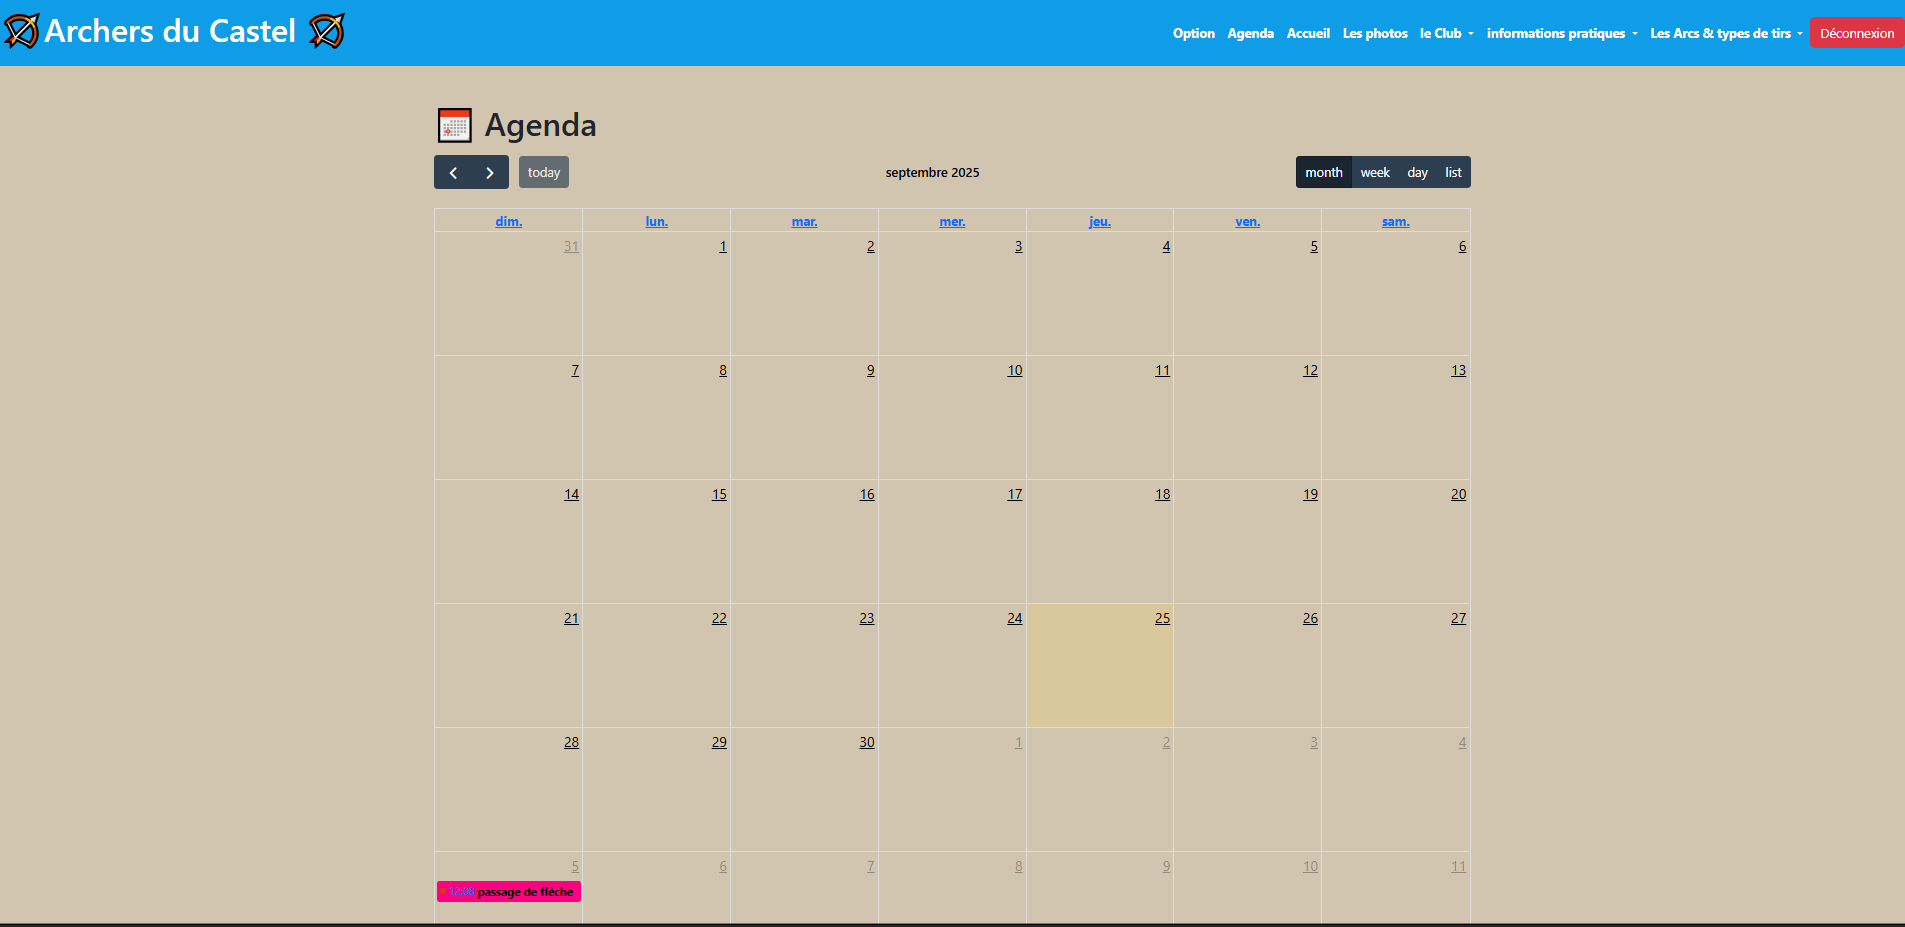 Archers du Castel
Option Agenda Accueil Les photos le Club informations pratiques Les Arcs & types de tirs Déconnexion
Agenda
today
septembre 2025
month week day list
dim. lun. mar. mer. jeu. ven. sam.
31 1 2 3 4 5 6
7 8 9 10 11 12 13
14 15 16 17 18 19 20
21 22 23 24 25 26 27
28 29 30 1 2 3 4
5 6 7 8 9 10 11
12:08 passage de flèche